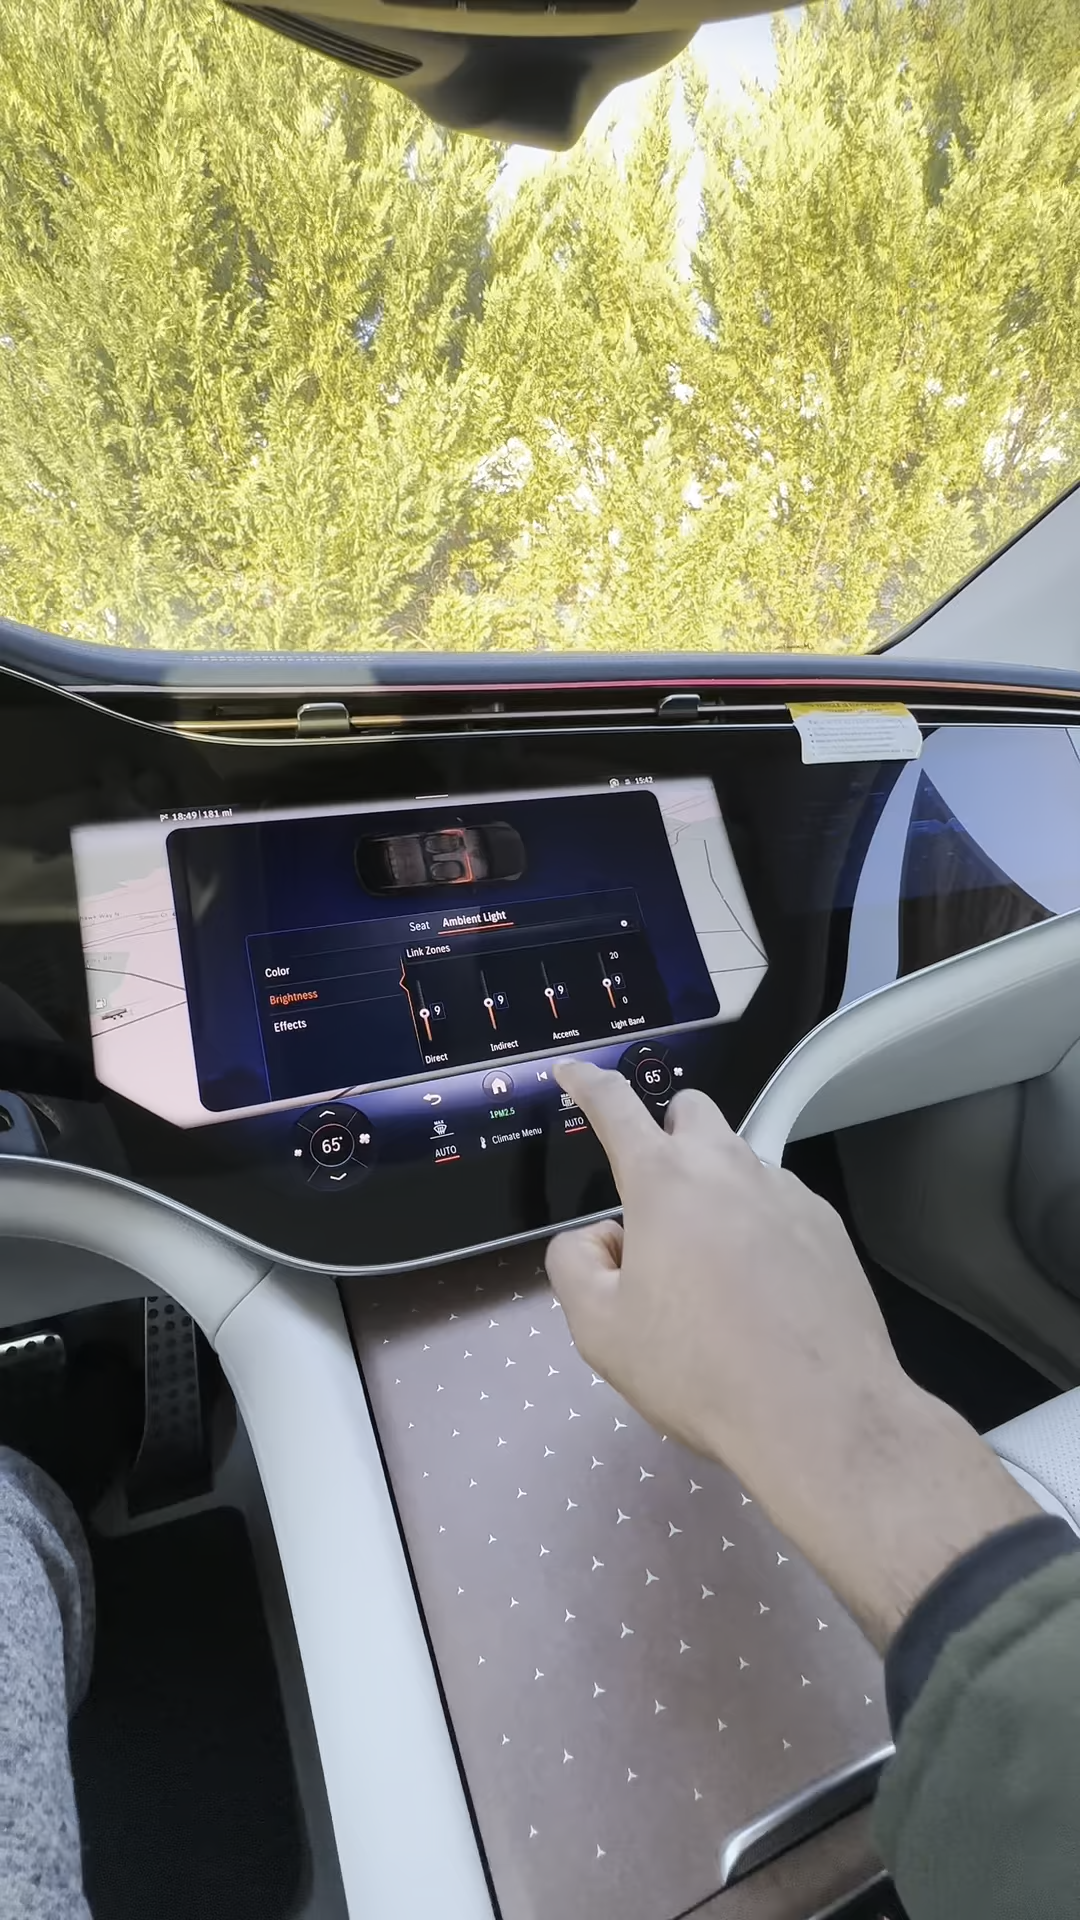 18:49 | 181 mi
15:42
Seat Ambient Light
Link Zones
Color
Brightness
Effects
20
9 9 9 9
0
Direct Indirect Accents Light Band
65°
65°
1PM2.5
MAX
AUTO
Climate Menu
AUTO